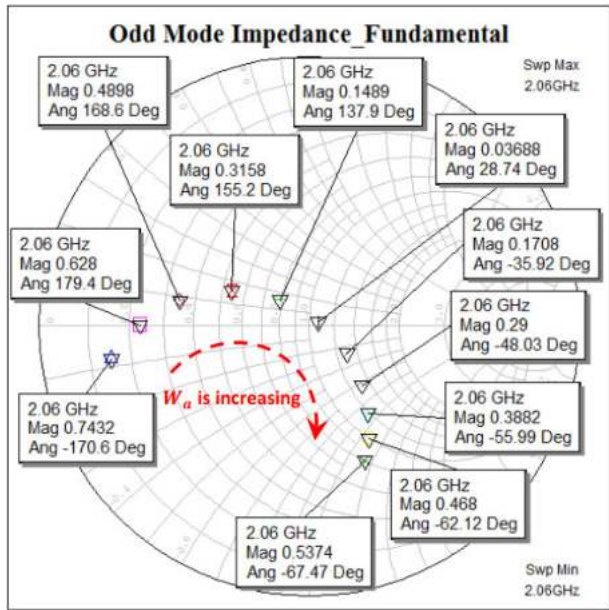 Odd Mode Impedance_Fundamental
Swp Max
2.06GHz
2.06 GHz
Mag 0.4898
Ang 168.6 Deg
2.06 GHz
Mag 0.1489
Ang 137.9 Deg
2.06 GHz
Mag 0.3158
Ang 155.2 Deg
2.06 GHz
Mag 0.03688
Ang 28.74 Deg
2.06 GHz
Mag 0.1708
Ang -35.92 Deg
2.06 GHz
Mag 0.628
Ang 179.4 Deg
2.06 GHz
Mag 0.29
Ang -48.03 Deg
Wa is increasing
2.06 GHz
Mag 0.7432
Ang -170.6 Deg
2.06 GHz
Mag 0.3882
Ang -55.99 Deg
2.06 GHz
Mag 0.468
Ang -62.12 Deg
2.06 GHz
Mag 0.5374
Ang -67.47 Deg
Swp Min
2.06GHz